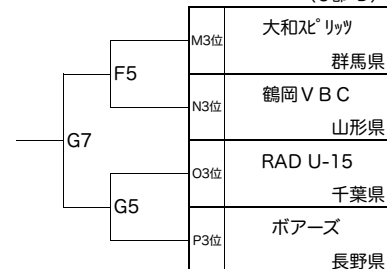 M3位
大和ｽﾋﾟﾘｯﾂ
群馬県
F5
N3位
鶴岡ＶＢＣ
山形県
G7
O3位
RAD U-15
千葉県
G5
P3位
ボアーズ
長野県